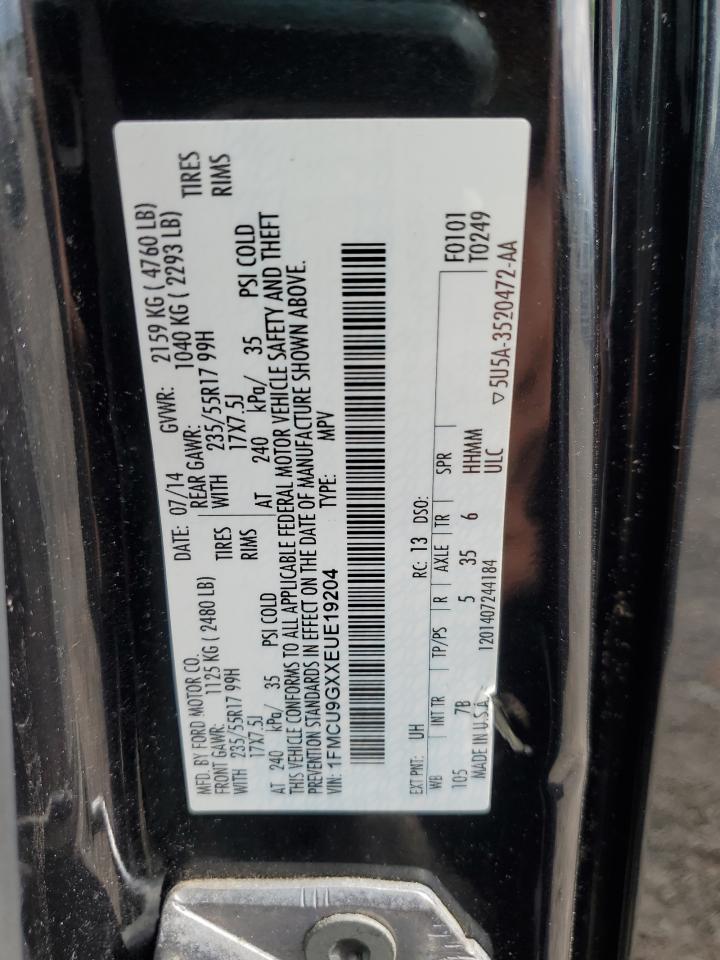 MFD. BY FORD MOTOR CO. DATE: 07/14 GVWR: 2159 KG ( 4760 LB)
FRONT GAWR: 1125 KG ( 2480 LB) REAR GAWR: 1040 KG ( 2293 LB)
WITH 235/55R17 99H TIRES WITH 235/55R17 99H TIRES
17X7.5J RIMS 17X7.5J RIMS
AT 240 kPa/ 35 PSI COLD AT 240 kPa/ 35 PSI COLD
THIS VEHICLE CONFORMS TO ALL APPLICABLE FEDERAL MOTOR VEHICLE SAFETY AND THEFT
PREVENTION STANDARDS IN EFFECT ON THE DATE OF MANUFACTURE SHOWN ABOVE.
VIN: 1FMCU9GXXEUE19204 TYPE: MPV
EXT PNT: UH RC: 13 DSO:
WB INT TR TP/PS R AXLE TR SPR F0101
105 7B 5 35 6 HHMM T0249
MADE IN U.S.A. 1201407244184 ULC ▽5U5A-3520472-AA